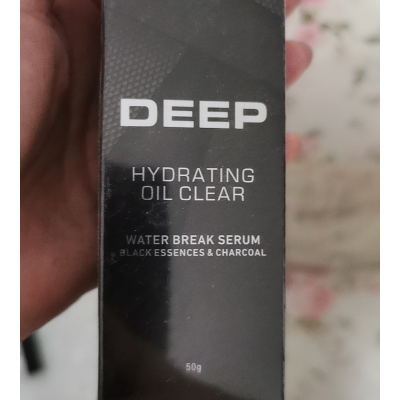 DEEP
HYDRATING
OIL CLEAR
WATER BREAK SERUM
BLACK ESSENCES & CHARCOAL
50g